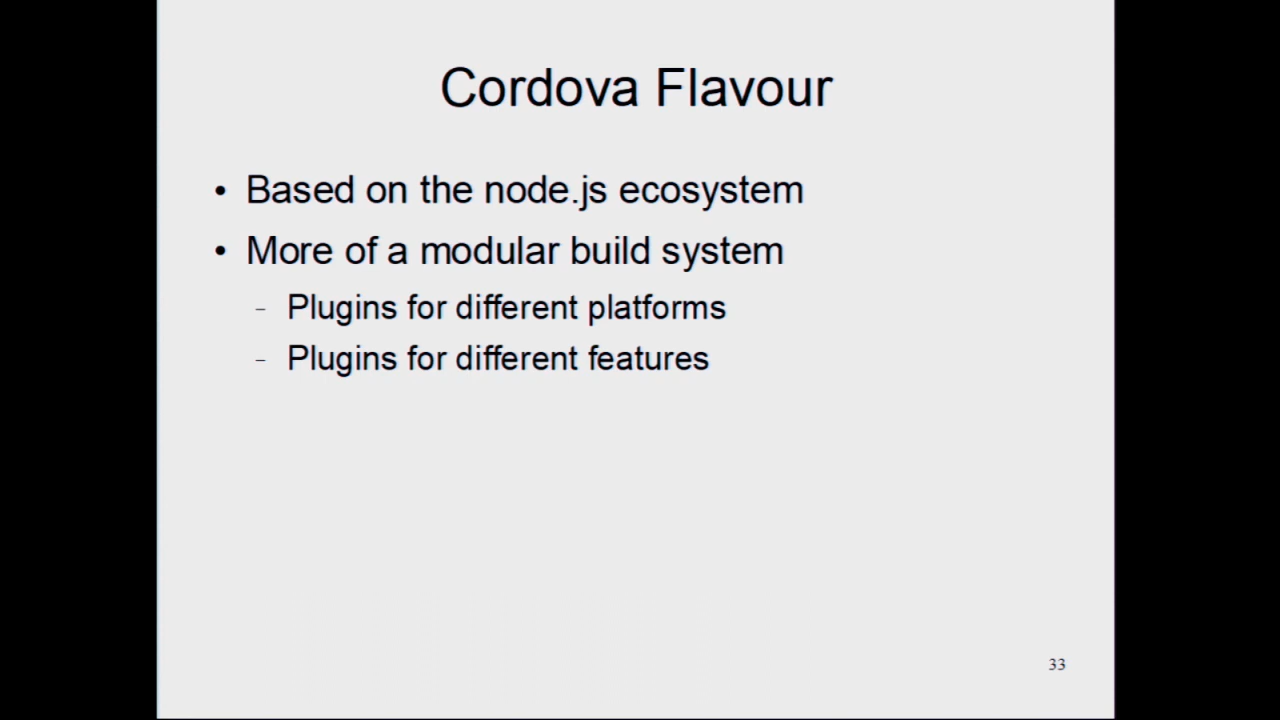 Cordova Flavour
• Based on the node.js ecosystem
• More of a modular build system
– Plugins for different platforms
– Plugins for different features
33